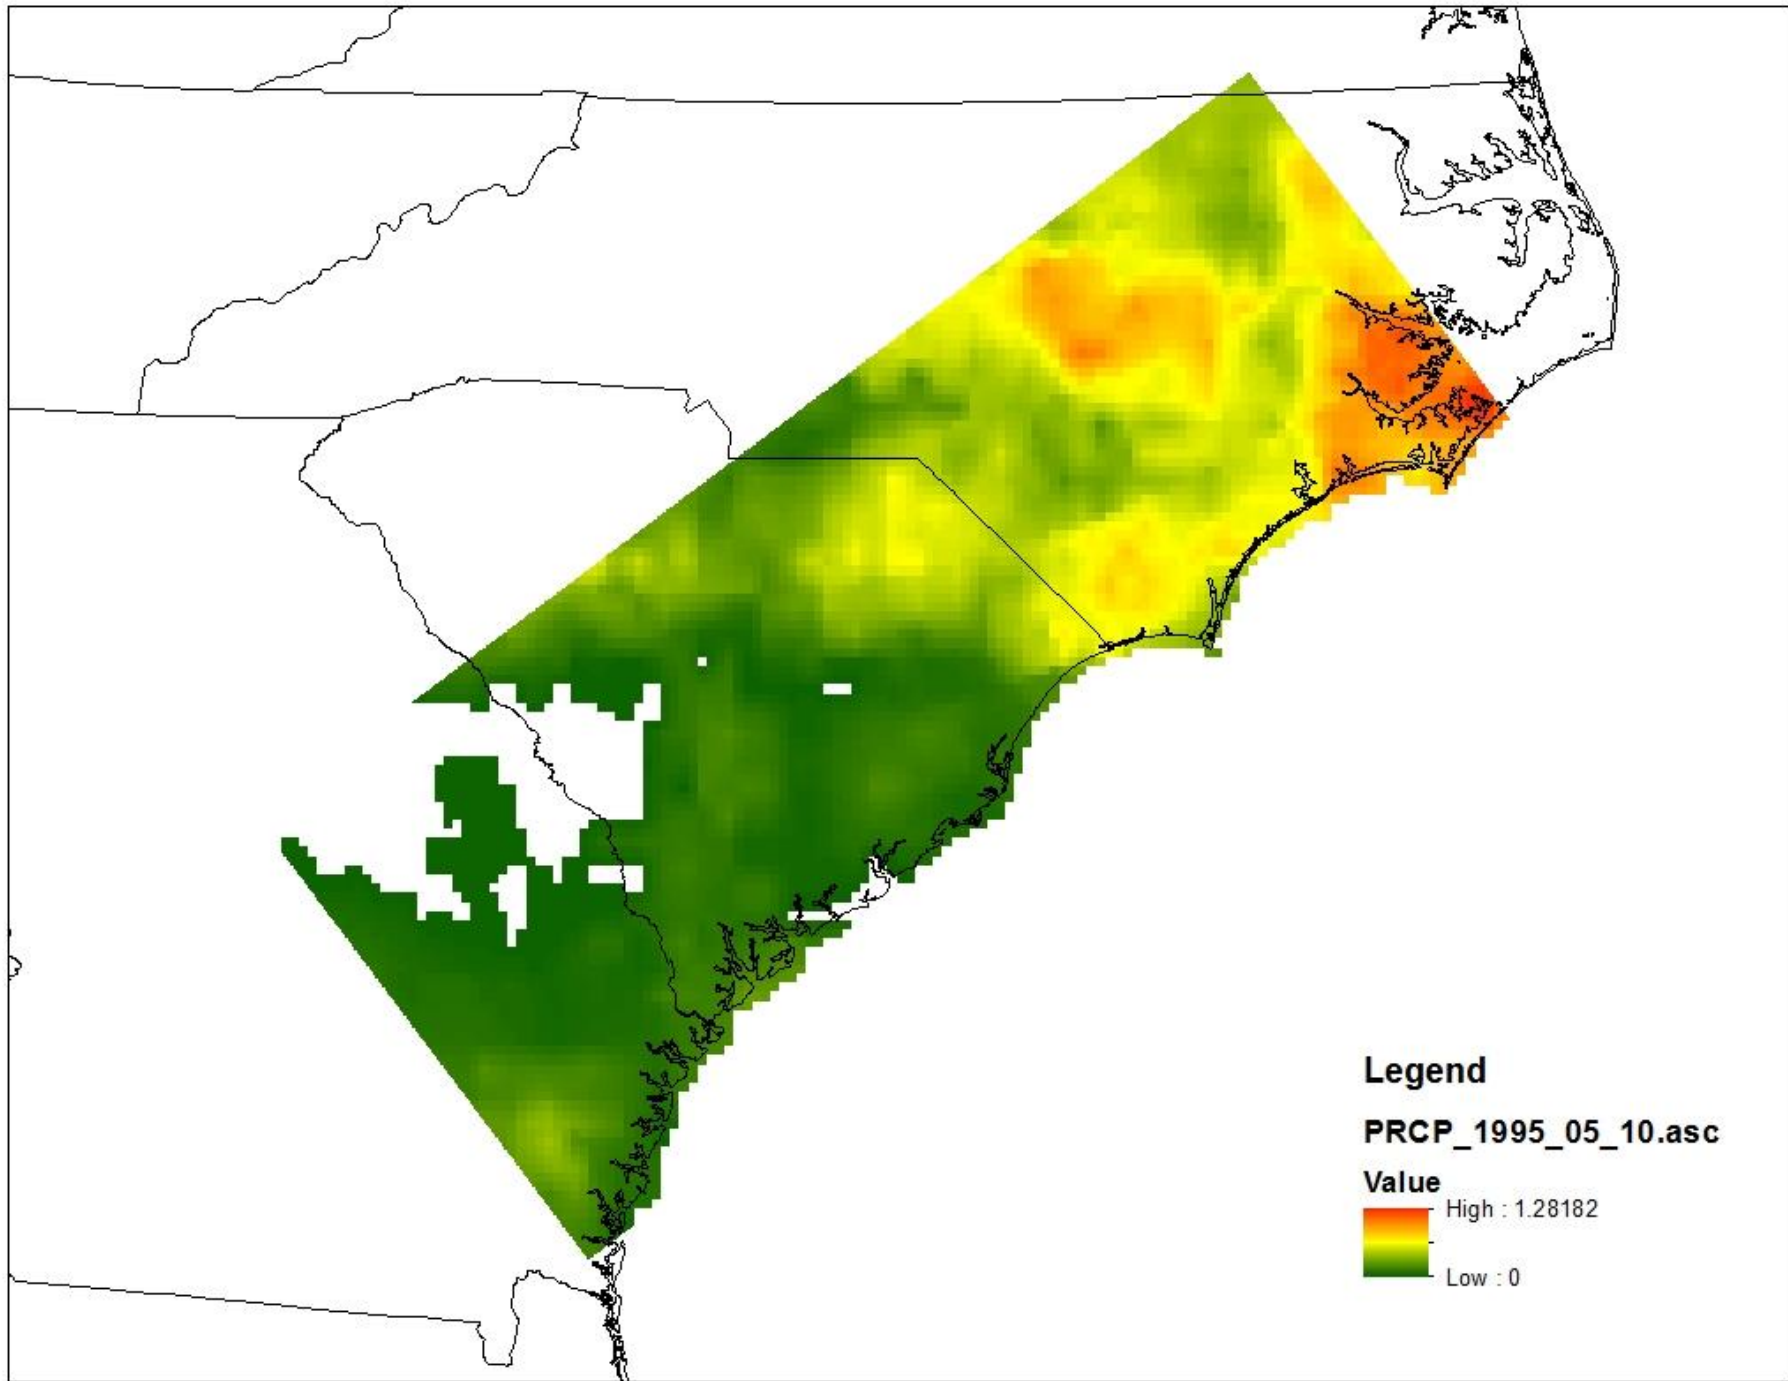 Legend
PRCP_1995_05_10.asc
Value
High : 1.28182
Low : 0